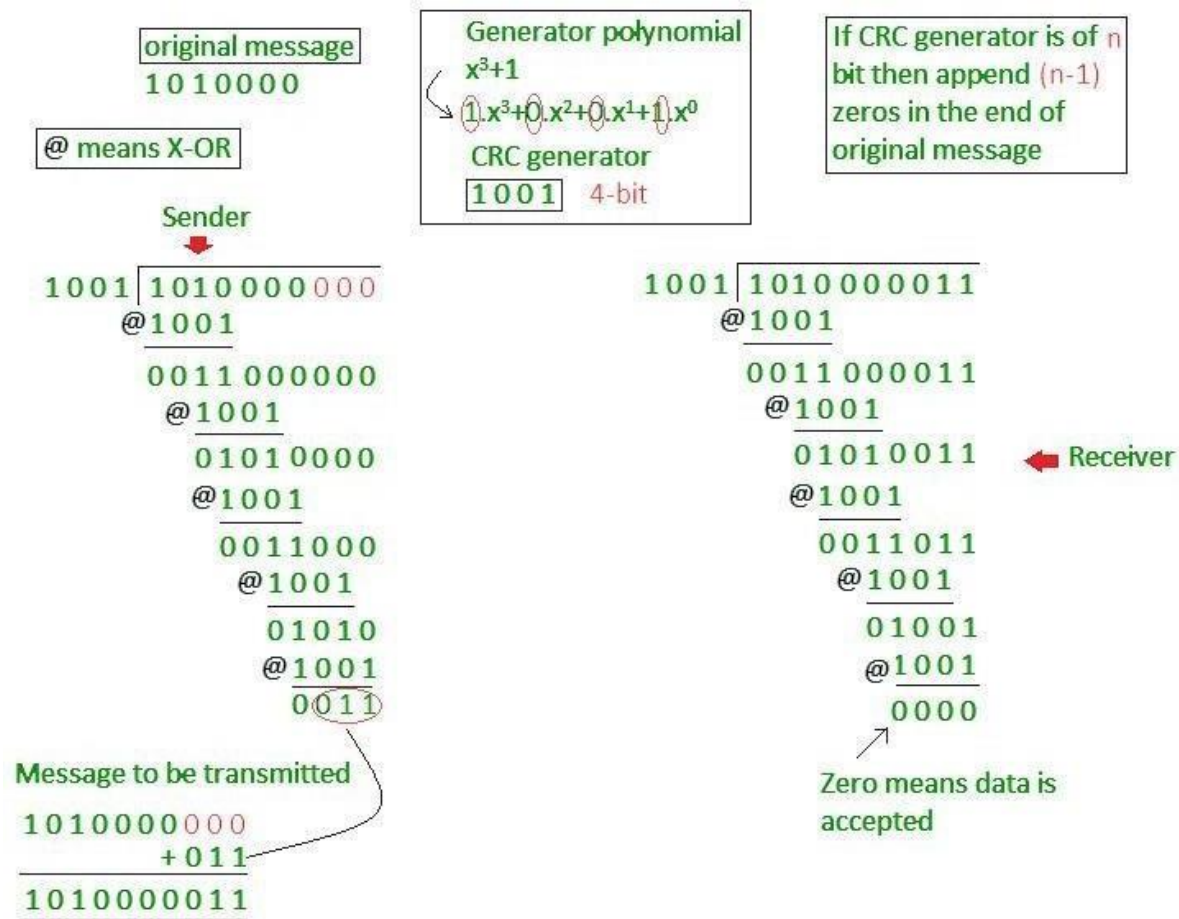 original message
1010000
@ means X-OR
Generator polynomial
x³+1
1.x³+0.x²+0.x¹+1.x⁰
CRC generator
1001 4-bit
If CRC generator is of n
bit then append (n-1)
zeros in the end of
original message
Sender
1001 1010000000
@1001
0011000000
@1001
01010000
@1001
0011000
@1001
01010
@1001
0011
Message to be transmitted
1010000000
+011
1010000011
1001 1010000011
@1001
0011000011
@1001
01010011
@1001
0011011
@1001
01001
@1001
0000
Receiver
Zero means data is
accepted